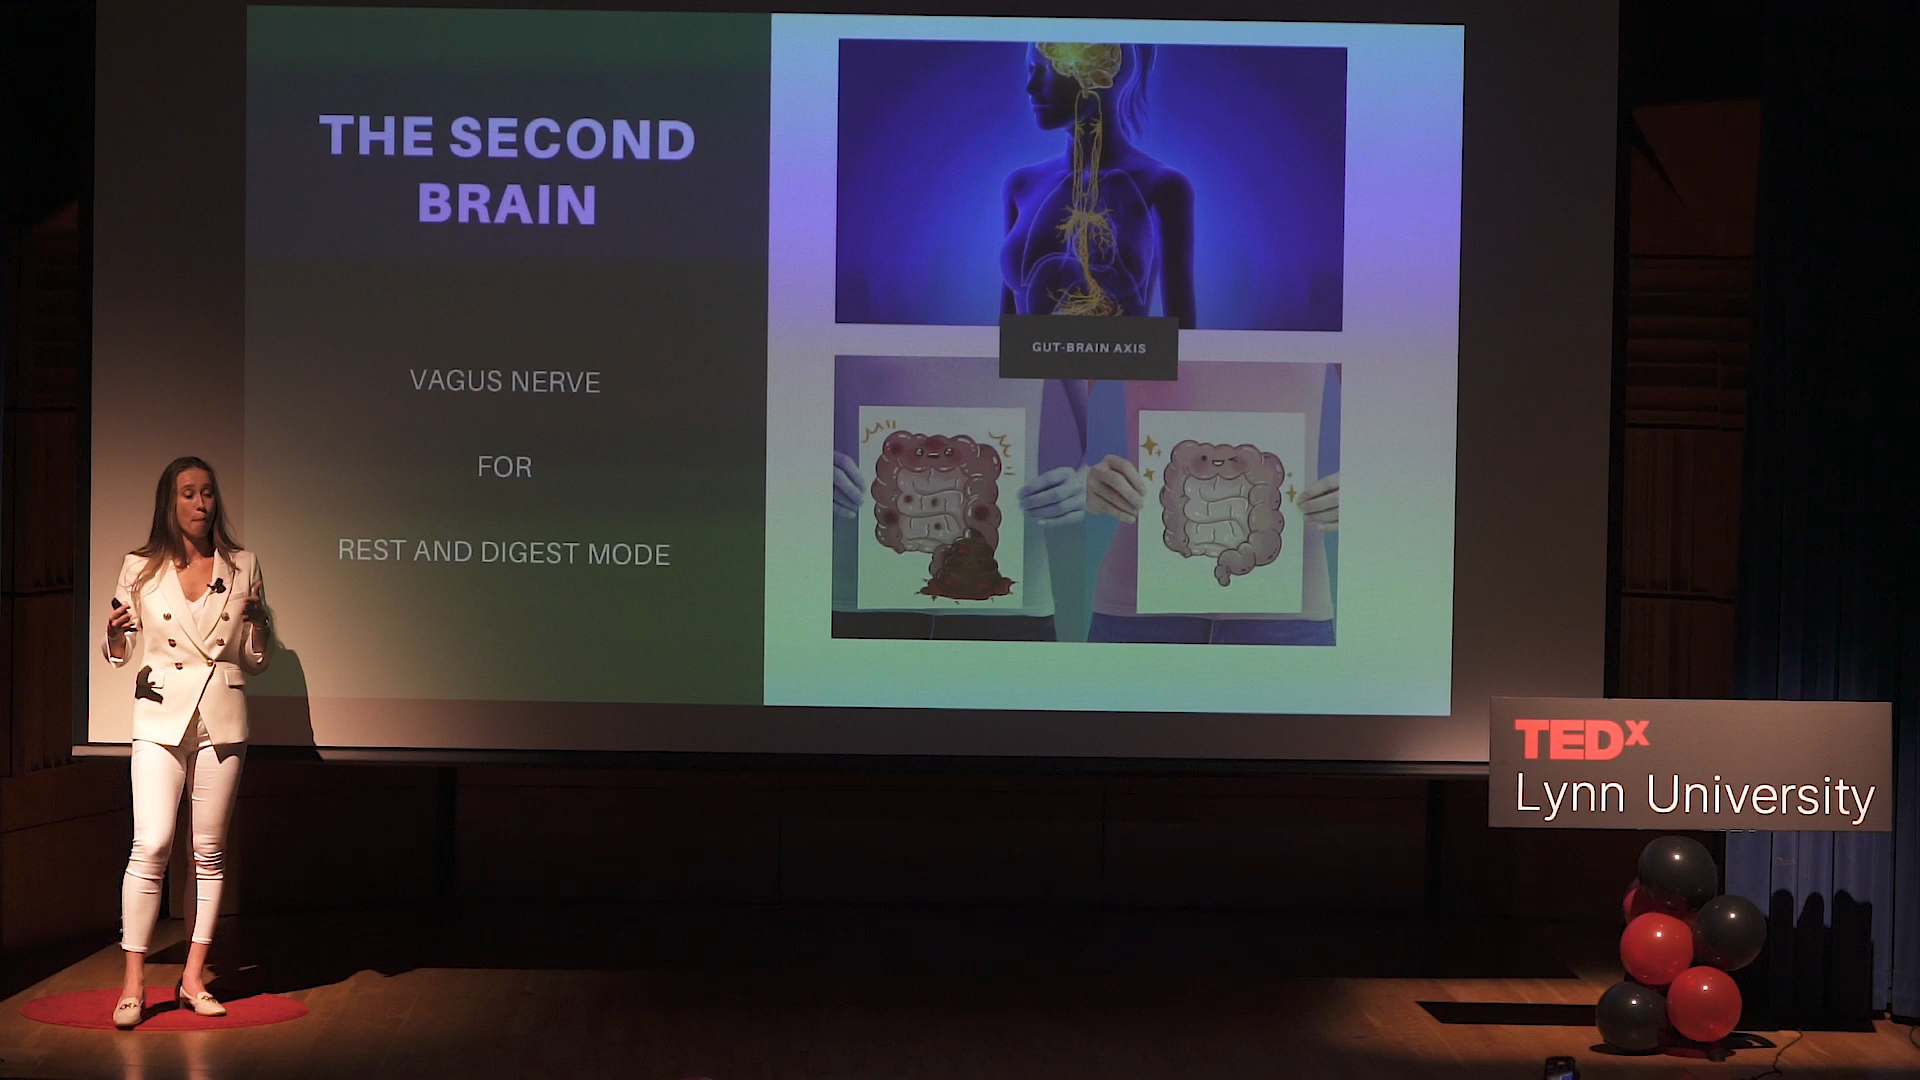 THE SECOND
BRAIN
VAGUS NERVE
FOR
REST AND DIGEST MODE
GUT-BRAIN AXIS
TEDx
Lynn University